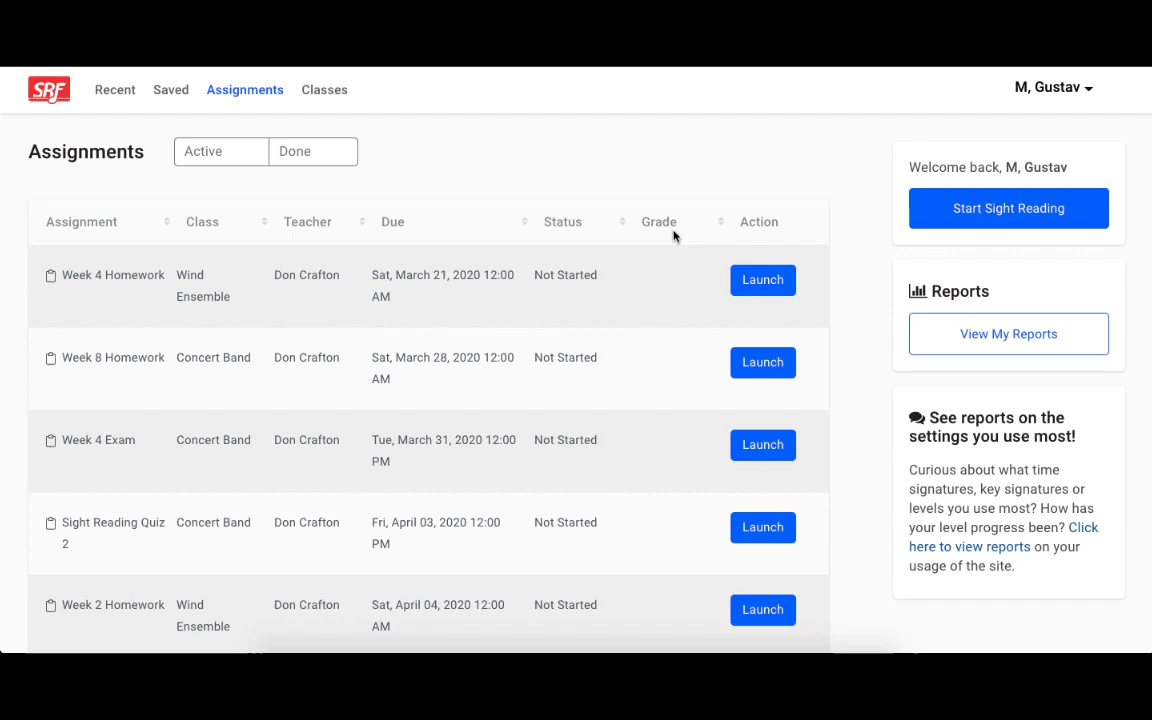 SRF Recent Saved Assignments Classes M, Gustav
Assignments Active Done
Assignment Class Teacher Due Status Grade Action
Week 4 Homework Wind Don Crafton Sat, March 21, 2020 12:00 Not Started Launch
Ensemble AM
Week 8 Homework Concert Band Don Crafton Sat, March 28, 2020 12:00 Not Started Launch
AM
Week 4 Exam Concert Band Don Crafton Tue, March 31, 2020 12:00 Not Started Launch
PM
Sight Reading Quiz Concert Band Don Crafton Fri, April 03, 2020 12:00 Not Started Launch
2 PM
Week 2 Homework Wind Don Crafton Sat, April 04, 2020 12:00 Not Started Launch
Ensemble AM
Welcome back, M, Gustav
Start Sight Reading
Reports
View My Reports
See reports on the
settings you use most!
Curious about what time
signatures, key signatures or
levels you use most? How has
your level progress been? Click
here to view reports on your
usage of the site.